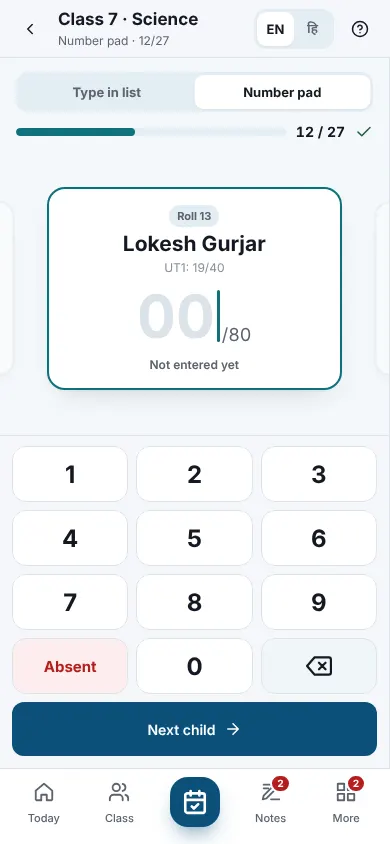 Class 7 · Science
Number pad · 12/27
EN
हि
Type in list
Number pad
12 / 27
Roll 13
Lokesh Gurjar
UT1: 19/40
00/80
Not entered yet
1
2
3
4
5
6
7
8
9
Absent
0
Next child
Today
Class
2
Notes
2
More